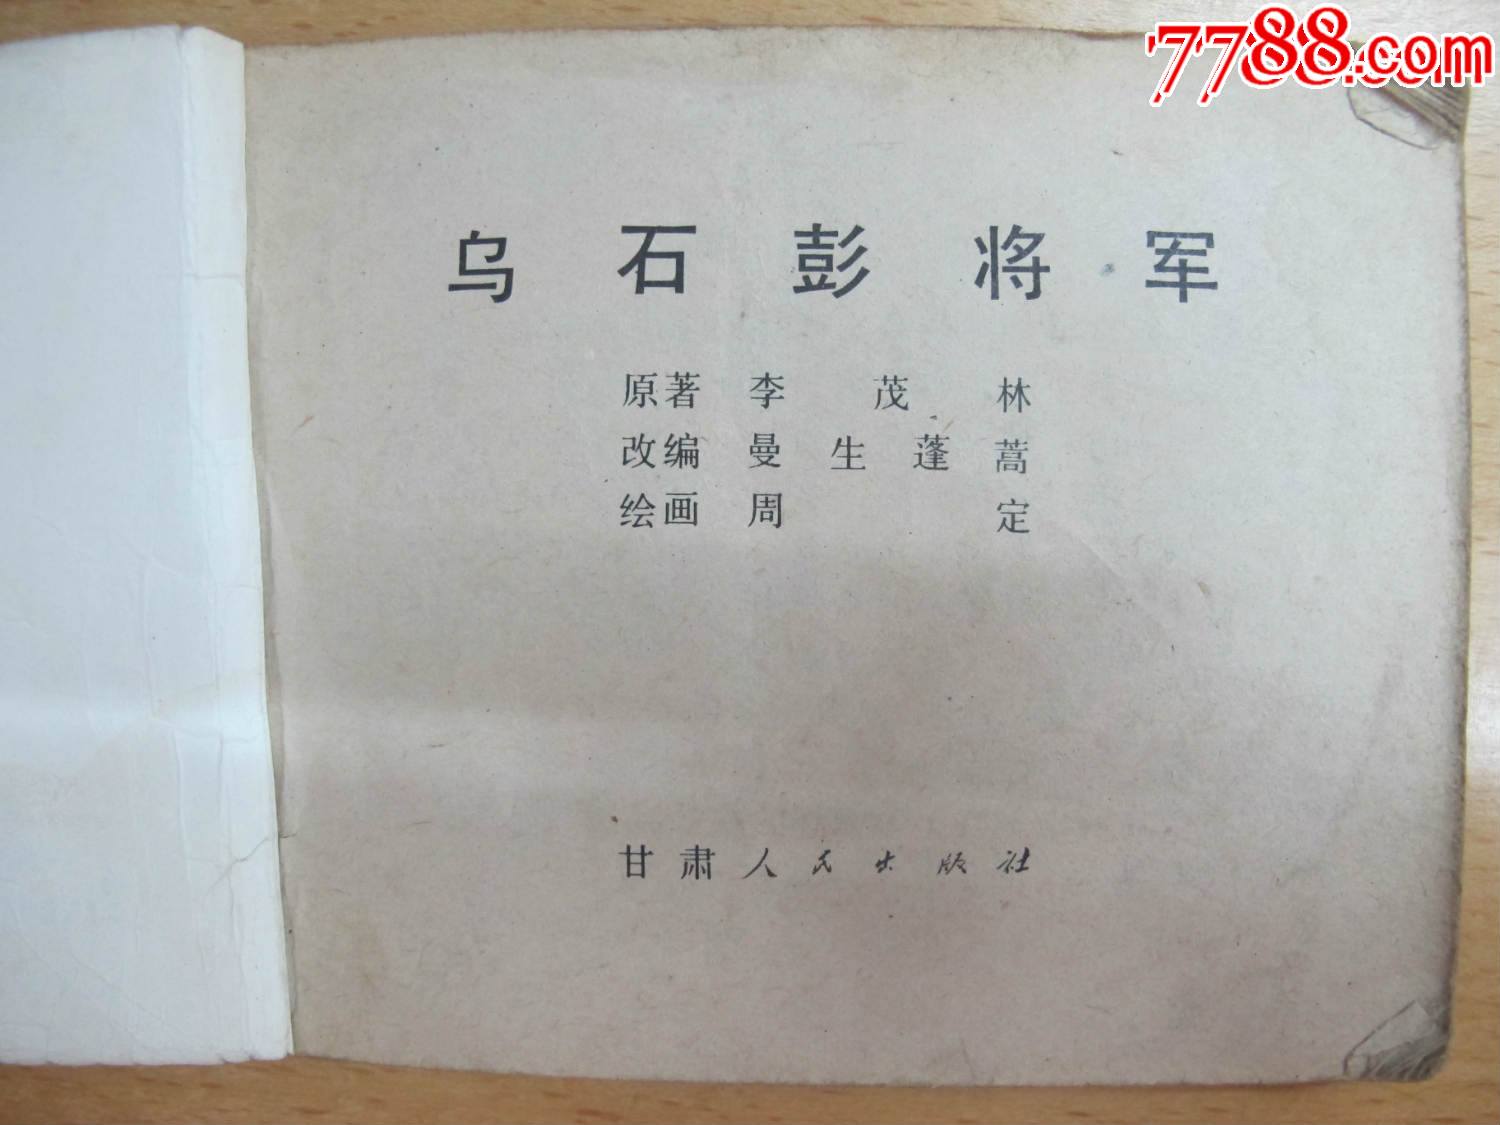 7788.com
乌石彭将军
原著 李茂林
改编 曼生 蓬蒿
绘画 周定
甘肃人民出版社